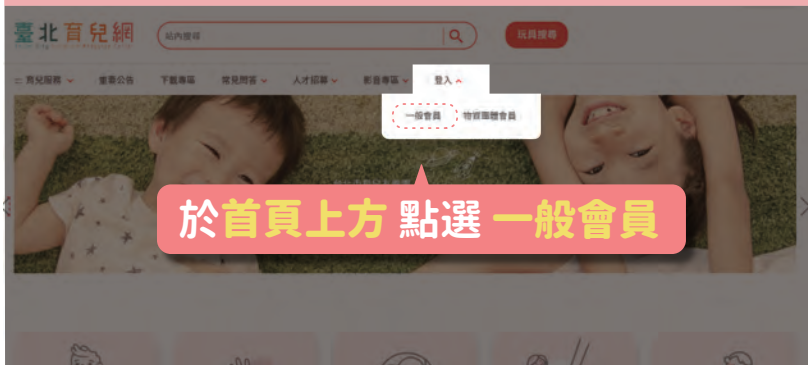 臺北育兒網
站內搜尋
玩具搜尋
育兒服務 重要公告 下載專區 常見問答 人才招募 影音專區 登入
一般會員 物資團體會員
於首頁上方 點選 一般會員